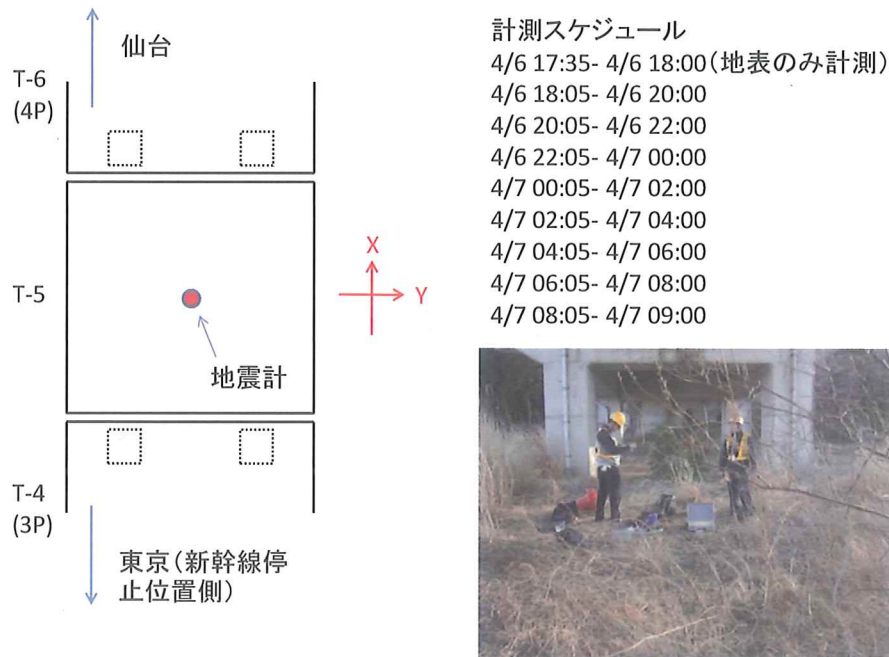 仙台
T-6
(4P)
X
Y
T-5
地震計
T-4
(3P)
東京(新幹線停
止位置側)
計測スケジュール
4/6 17:35- 4/6 18:00(地表のみ計測)
4/6 18:05- 4/6 20:00
4/6 20:05- 4/6 22:00
4/6 22:05- 4/7 00:00
4/7 00:05- 4/7 02:00
4/7 02:05- 4/7 04:00
4/7 04:05- 4/7 06:00
4/7 06:05- 4/7 08:00
4/7 08:05- 4/7 09:00